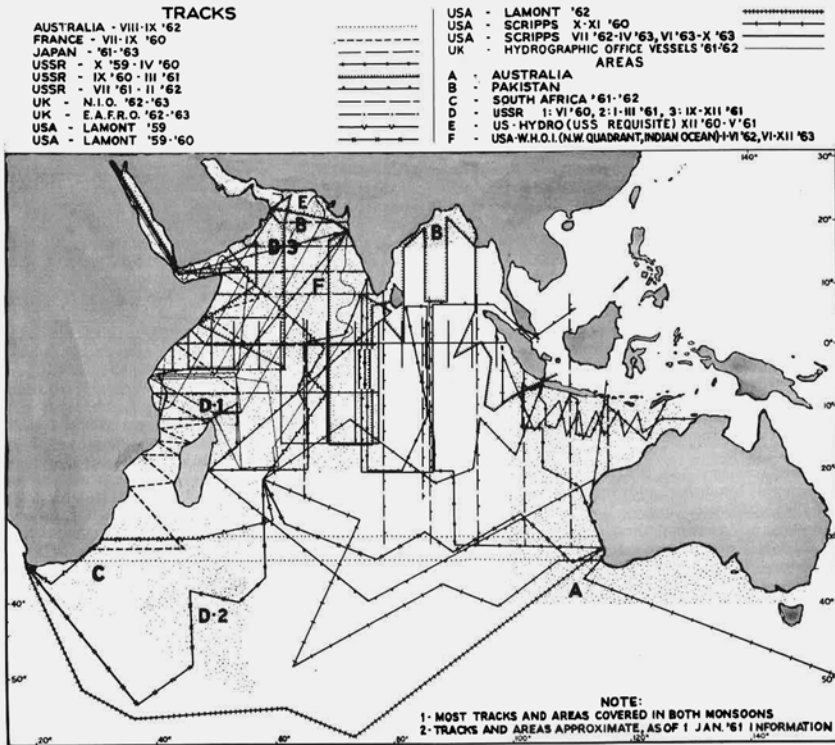 TRACKS
AUSTRALIA - VIII-IX '62
FRANCE - VII-IX '60
JAPAN - '61-'63
USSR - X '59-IV '60
USSR - IX '60-III '61
USSR - VII '61-II '62
UK - N.I.O. '62-'63
UK - E.A.F.R.O. '62-'63
USA - LAMONT '59
USA - LAMONT '59-'60
USA - LAMONT '62
USA - SCRIPPS X-XI '60
USA - SCRIPPS VII '62-IV '63, VI '63-X '63
UK - HYDROGRAPHIC OFFICE VESSELS '61-'62
AREAS
A - AUSTRALIA
B - PAKISTAN
C - SOUTH AFRICA '61-'62
D - USSR 1: VI '60, 2: I-III '61, 3: IX-XII '61
E - US-HYDRO (USS REQUISITE) XII '60-V '61
F - USA-W.H.O.I. (N.W. QUADRANT, INDIAN OCEAN)-I-VI '62, VI-XII '63
30°
20°
10°
0°
10°
20°
30°
40°
50°
E
B
D-3
B
F
D-1
C
D-2
A
40°
50°
20°
40°
60°
80°
100°
120°
140°
NOTE:
1- MOST TRACKS AND AREAS COVERED IN BOTH MONSOONS
2- TRACKS AND AREAS APPROXIMATE, AS OF 1 JAN. '61 INFORMATION